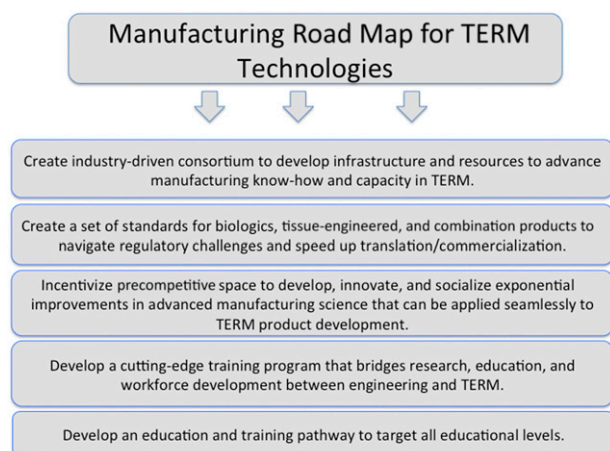 Manufacturing Road Map for TERM
Technologies
Create industry-driven consortium to develop infrastructure and resources to advance
manufacturing know-how and capacity in TERM.
Create a set of standards for biologics, tissue-engineered, and combination products to
navigate regulatory challenges and speed up translation/commercialization.
Incentivize precompetitive space to develop, innovate, and socialize exponential
improvements in advanced manufacturing science that can be applied seamlessly to
TERM product development.
Develop a cutting-edge training program that bridges research, education, and
workforce development between engineering and TERM.
Develop an education and training pathway to target all educational levels.